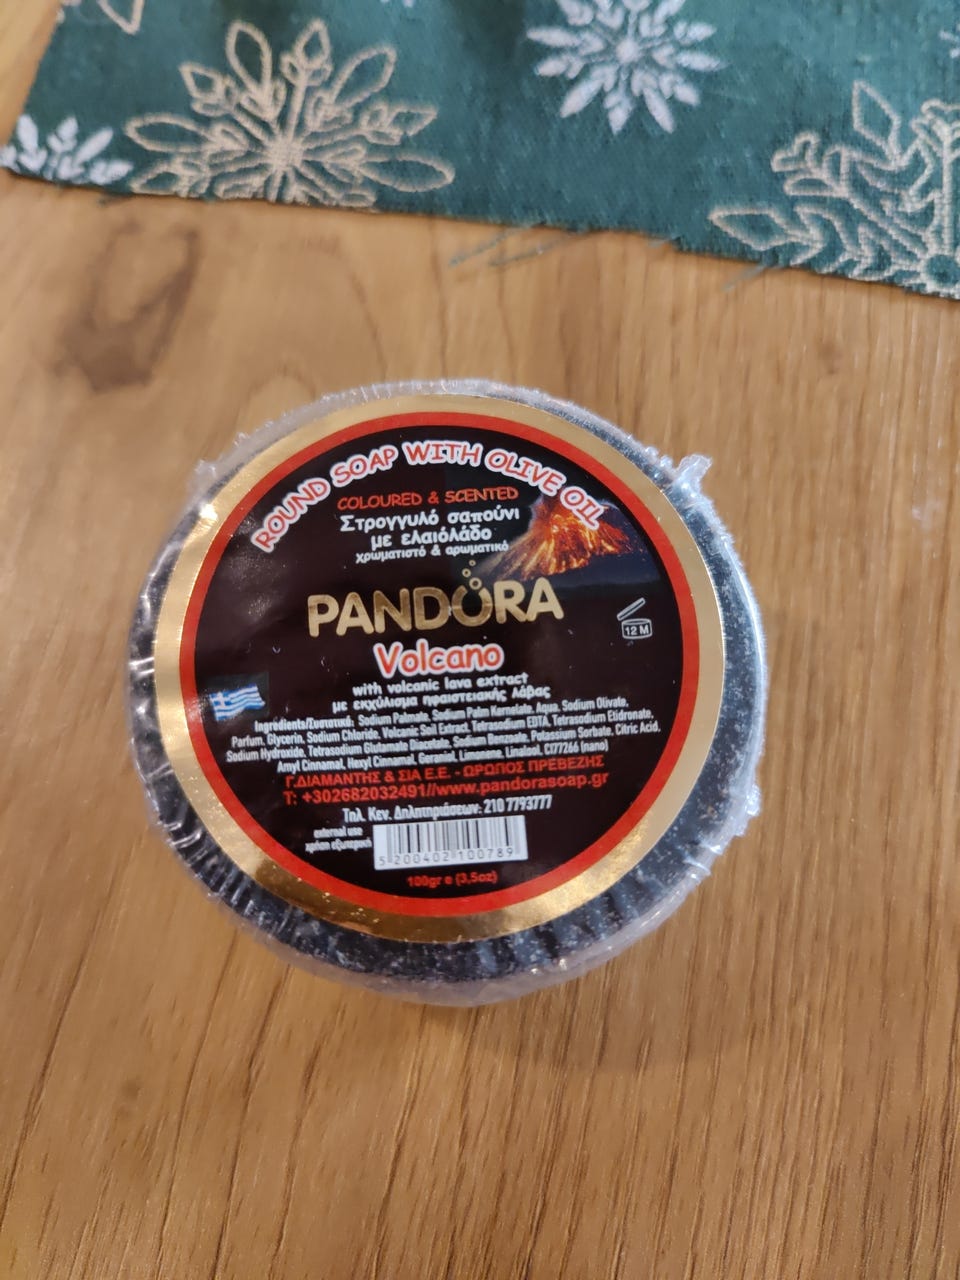 ROUND SOAP WITH OLIVE OIL
COLOURED & SCENTED
Στρογγυλό σαπούνι
με ελαιόλαδο
χρωματιστό & αρωματικό
PANDORA
12 M
Volcano
with volcanic lava extract
με εκχύλισμα ηφαιστειακής λάβας
Ingredients/Συστατικά: Sodium Palmate, Sodium Palm Kernelate, Aqua, Sodium Olivate,
Parfum, Glycerin, Sodium Chloride, Volcanic Soil Extract, Tetrasodium EDTA, Tetrasodium Etidronate,
Sodium Hydroxide, Tetrasodium Glutamate Diacetate, Sodium Benzoate, Potassium Sorbate, Citric Acid,
Amyl Cinnamal, Hexyl Cinnamal, Geraniol, Limonene, Linalool, CI77266 (nano)
Γ.ΔΙΑΜΑΝΤΗΣ & ΣΙΑ Ε.Ε. - ΩΡΩΠΟΣ ΠΡΕΒΕΖΗΣ
Τ: +302682032491//www.pandorasoap.gr
Τηλ. Κεν. Δηλητηριάσεων: 210 7793777
external use
χρήση εξωτερική
5 200402 100789
100gr e (3,5oz)